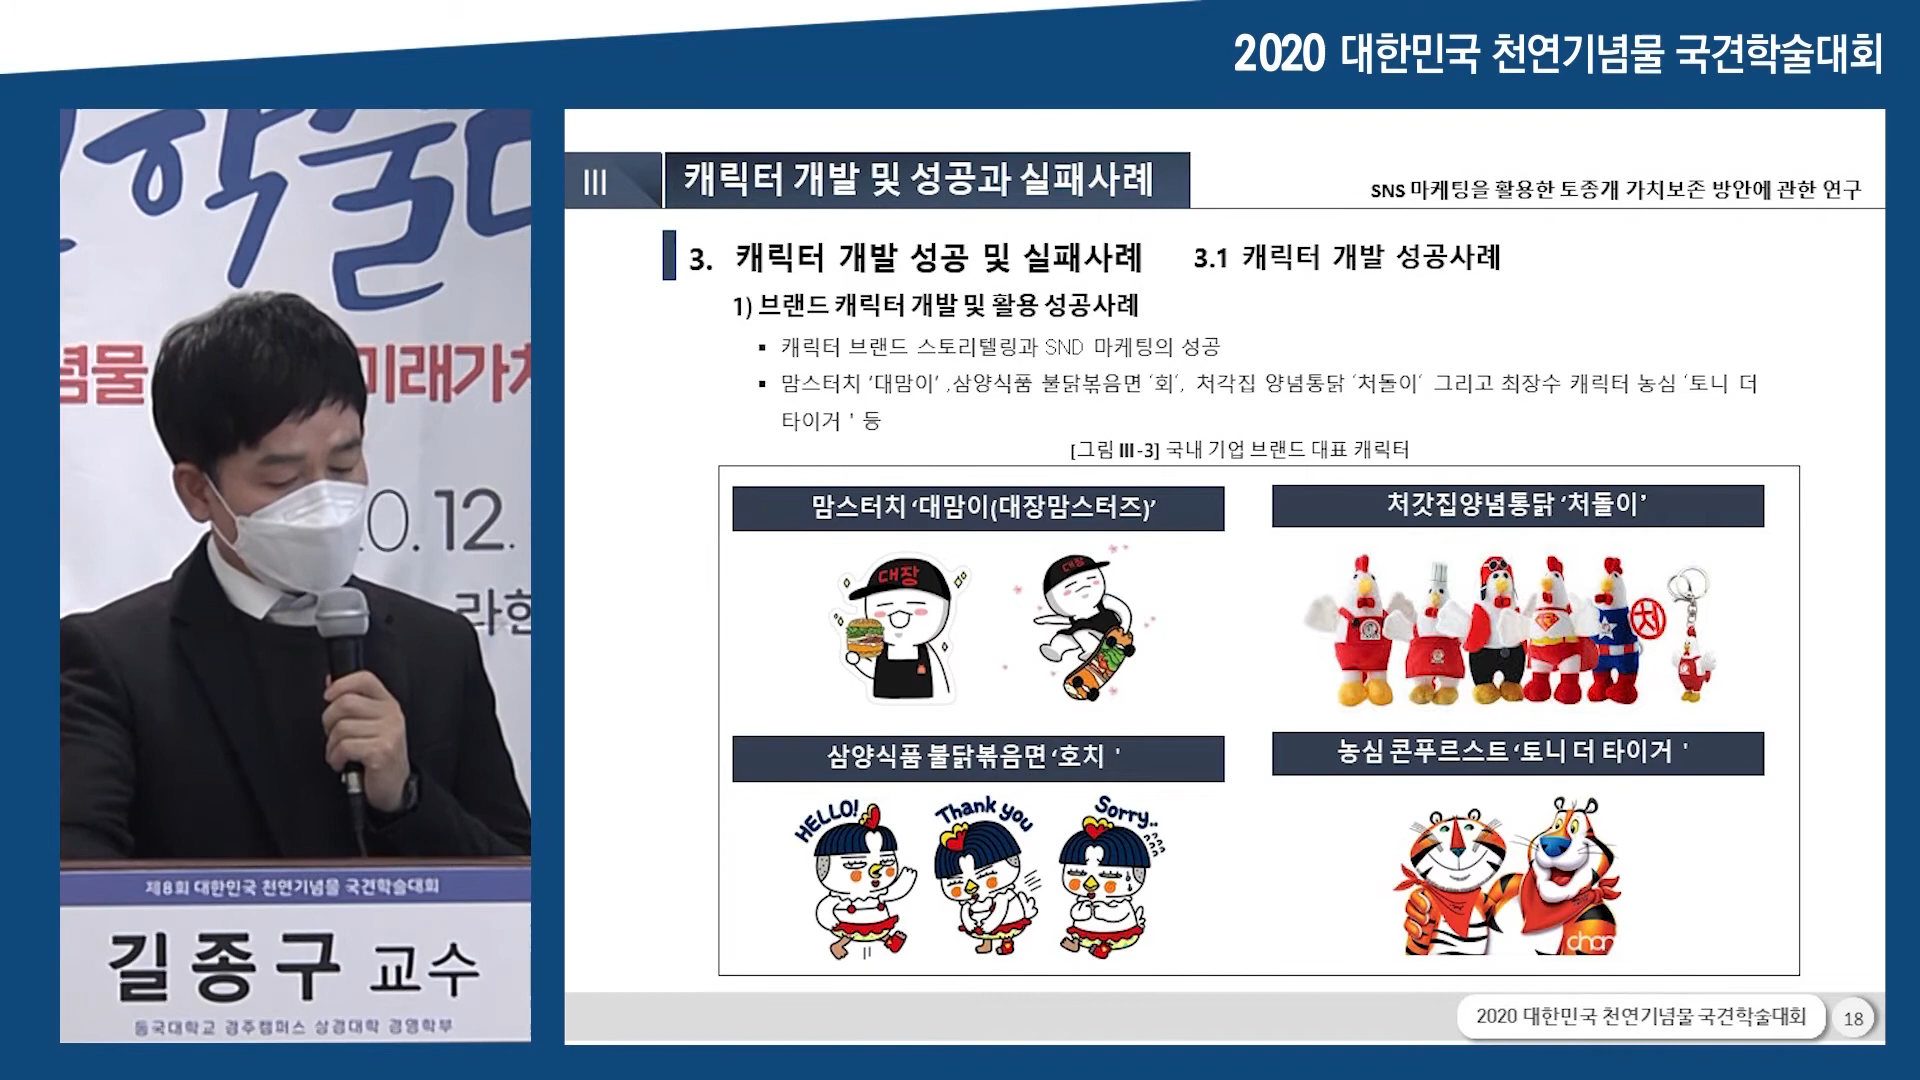 2020 대한민국 천연기념물 국견학술대회
학술대
념물
미래가치
20.12.
라한
제8회 대한민국 천연기념물 국견학술대회
길종구 교수
동국대학교 경주캠퍼스 상경대학 경영학부
III
캐릭터 개발 및 성공과 실패사례
SNS 마케팅을 활용한 토종개 가치보존 방안에 관한 연구
3. 캐릭터 개발 성공 및 실패사례 3.1 캐릭터 개발 성공사례
1) 브랜드 캐릭터 개발 및 활용 성공사례
▪ 캐릭터 브랜드 스토리텔링과 SND 마케팅의 성공
▪ 맘스터치 '대맘이' ,삼양식품 불닭볶음면 '회', 처각집 양념통닭 '처돌이' 그리고 최장수 캐릭터 농심 '토니 더
타이거 ' 등
[그림 III-3] 국내 기업 브랜드 대표 캐릭터
맘스터치 '대맘이(대장맘스터즈)'
처갓집양념통닭 '처돌이'
대장
대장
처
삼양식품 불닭볶음면 '호치 '
농심 콘푸르스트 '토니 더 타이거 '
HELLO!
Thank you
Sorry..
chan
2020 대한민국 천연기념물 국견학술대회
18